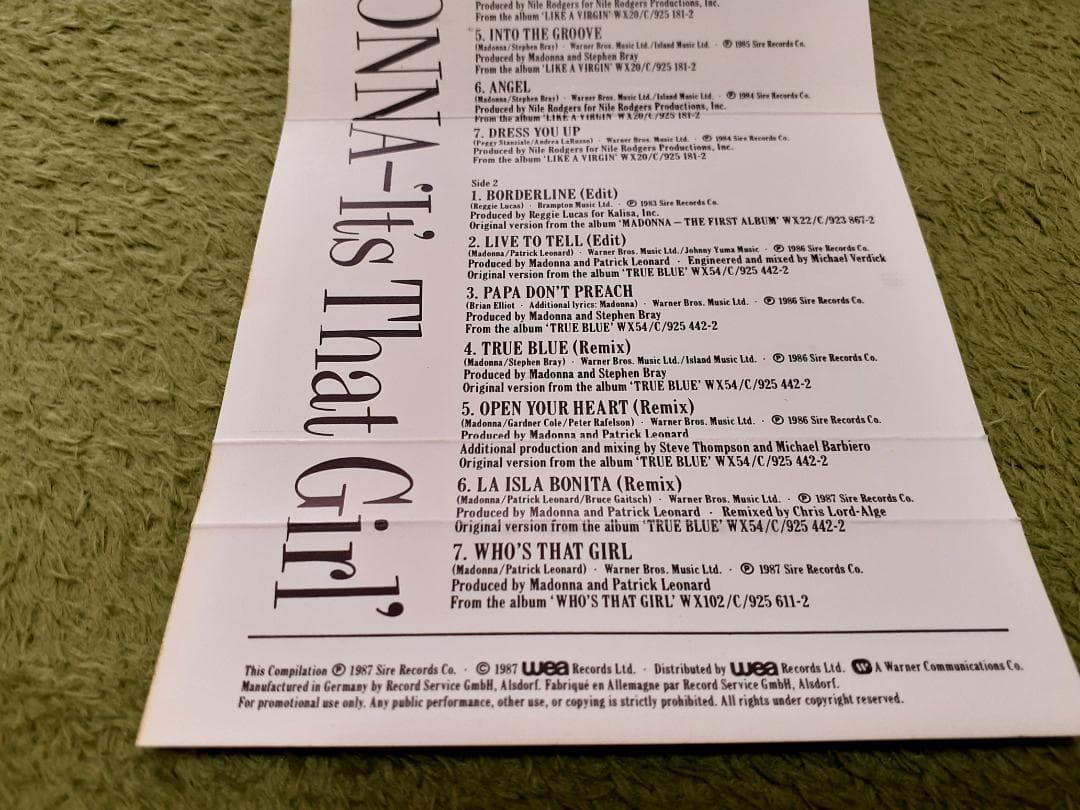 ONNA–'It's That Girl'
Produced by Nile Rodgers for Nile Rodgers Productions, Inc.
From the album 'LIKE A VIRGIN' WX20/C/925 181-2
5. INTO THE GROOVE
(Madonna/Stephen Bray) · Warner Bros. Music Ltd./Island Music Ltd. · ℗ 1985 Sire Records Co.
Produced by Madonna and Stephen Bray
From the album 'LIKE A VIRGIN' WX20/C/925 181-2
6. ANGEL
(Madonna/Stephen Bray) · Warner Bros. Music Ltd./Island Music Ltd. · ℗ 1984 Sire Records Co.
Produced by Nile Rodgers for Nile Rodgers Productions, Inc.
From the album 'LIKE A VIRGIN' WX20/C/925 181-2
7. DRESS YOU UP
(Peggy Stanziale/Andrea LaRusso) · Warner Bros. Music Ltd. · ℗ 1984 Sire Records Co.
Produced by Nile Rodgers for Nile Rodgers Productions, Inc.
From the album 'LIKE A VIRGIN' WX20/C/925 181-2
Side 2
1. BORDERLINE (Edit)
(Reggie Lucas) · Brampton Music Ltd. · ℗ 1983 Sire Records Co.
Produced by Reggie Lucas for Kalisa, Inc.
Original version from the album 'MADONNA – THE FIRST ALBUM' WX22/C/923 867-2
2. LIVE TO TELL (Edit)
(Madonna/Patrick Leonard) · Warner Bros. Music Ltd./Johnny Yuma Music · ℗ 1986 Sire Records Co.
Produced by Madonna and Patrick Leonard · Engineered and mixed by Michael Verdick
Original version from the album 'TRUE BLUE' WX54/C/925 442-2
3. PAPA DON'T PREACH
(Brian Elliot · Additional lyrics: Madonna) · Warner Bros. Music Ltd. · ℗ 1986 Sire Records Co.
Produced by Madonna and Stephen Bray
From the album 'TRUE BLUE' WX54/C/925 442-2
4. TRUE BLUE (Remix)
(Madonna/Stephen Bray) · Warner Bros. Music Ltd./Island Music Ltd. · ℗ 1986 Sire Records Co.
Produced by Madonna and Stephen Bray
Original version from the album 'TRUE BLUE' WX54/C/925 442-2
5. OPEN YOUR HEART (Remix)
(Madonna/Gardner Cole/Peter Rafelson) · Warner Bros. Music Ltd. · ℗ 1986 Sire Records Co.
Produced by Madonna and Patrick Leonard
Additional production and mixing by Steve Thompson and Michael Barbiero
Original version from the album 'TRUE BLUE' WX54/C/925 442-2
6. LA ISLA BONITA (Remix)
(Madonna/Patrick Leonard/Bruce Gaitsch) · Warner Bros. Music Ltd. · ℗ 1987 Sire Records Co.
Produced by Madonna and Patrick Leonard · Remixed by Chris Lord-Alge
Original version from the album 'TRUE BLUE' WX54/C/925 442-2
7. WHO'S THAT GIRL
(Madonna/Patrick Leonard) · Warner Bros. Music Ltd. · ℗ 1987 Sire Records Co.
Produced by Madonna and Patrick Leonard
From the album 'WHO'S THAT GIRL' WX102/C/925 611-2
This Compilation ℗ 1987 Sire Records Co. · © 1987 wea Records Ltd. · Distributed by wea Records Ltd. A Warner Communications Co.
Manufactured in Germany by Record Service GmbH, Alsdorf. Fabriqué en Allemagne par Record Service GmbH, Alsdorf.
For promotional use only. Any public performance, other use, or copying is strictly prohibited. All rights under copyright reserved.